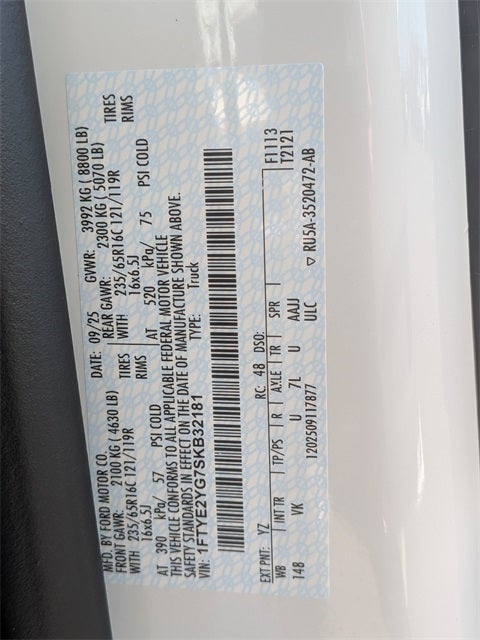 MFD. BY FORD MOTOR CO.
DATE: 09/25 GVWR: 3992 KG ( 8800 LB)
FRONT GAWR: 2100 KG ( 4630 LB) REAR GAWR: 2300 KG ( 5070 LB)
WITH 235/65R16C 121/119R TIRES WITH 235/65R16C 121/119R TIRES
16x6.5J RIMS 16x6.5J RIMS
AT 390 kPa/ 57 PSI COLD AT 520 kPa/ 75 PSI COLD
THIS VEHICLE CONFORMS TO ALL APPLICABLE FEDERAL MOTOR VEHICLE
SAFETY STANDARDS IN EFFECT ON THE DATE OF MANUFACTURE SHOWN ABOVE.
VIN: 1FTYE2YG7SKB32181 TYPE: Truck
EXT PNT: YZ RC: 48 DSO: F1113
WB INT TR TP/PS R AXLE TR SPR T2121
148 VK U 7L U AAJJ
1202509117877 UILC ▽ RU5A-3520472-AB